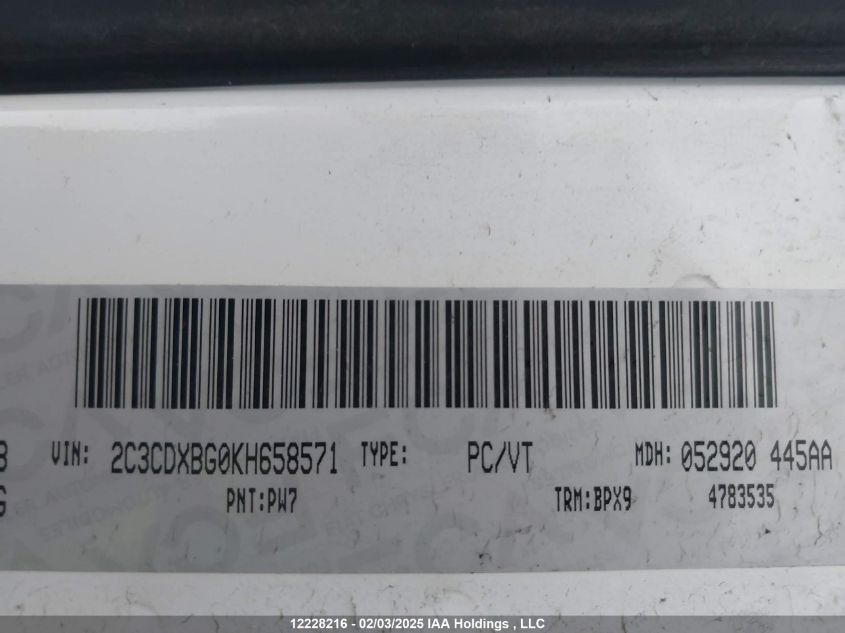 B VIN: 2C3CDXBG0KH658571 TYPE: PC/VT MDH: 052920 445AA
G PNT:PW7 TRM:BPX9 4783535
12228216 - 02/03/2025 IAA Holdings , LLC